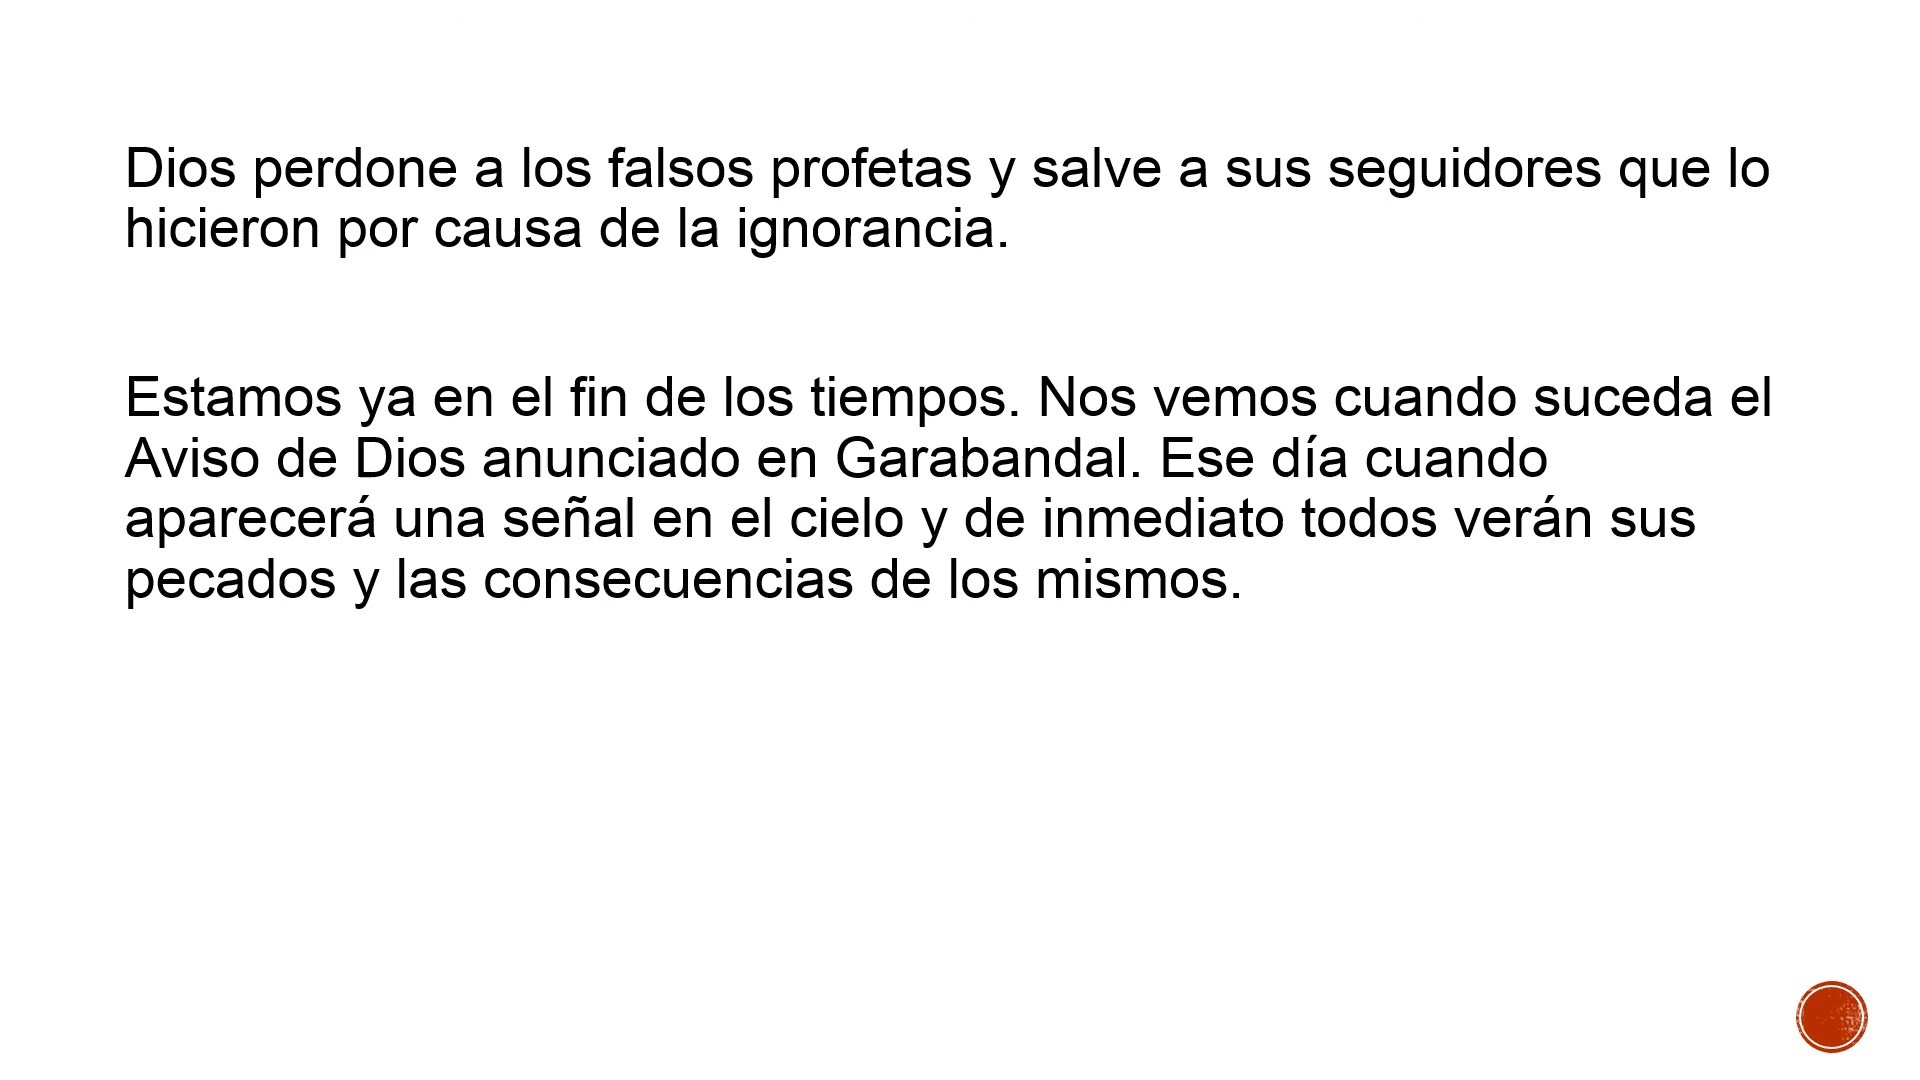 Dios perdone a los falsos profetas y salve a sus seguidores que lo
hicieron por causa de la ignorancia.
Estamos ya en el fin de los tiempos. Nos vemos cuando suceda el
Aviso de Dios anunciado en Garabandal. Ese día cuando
aparecerá una señal en el cielo y de inmediato todos verán sus
pecados y las consecuencias de los mismos.